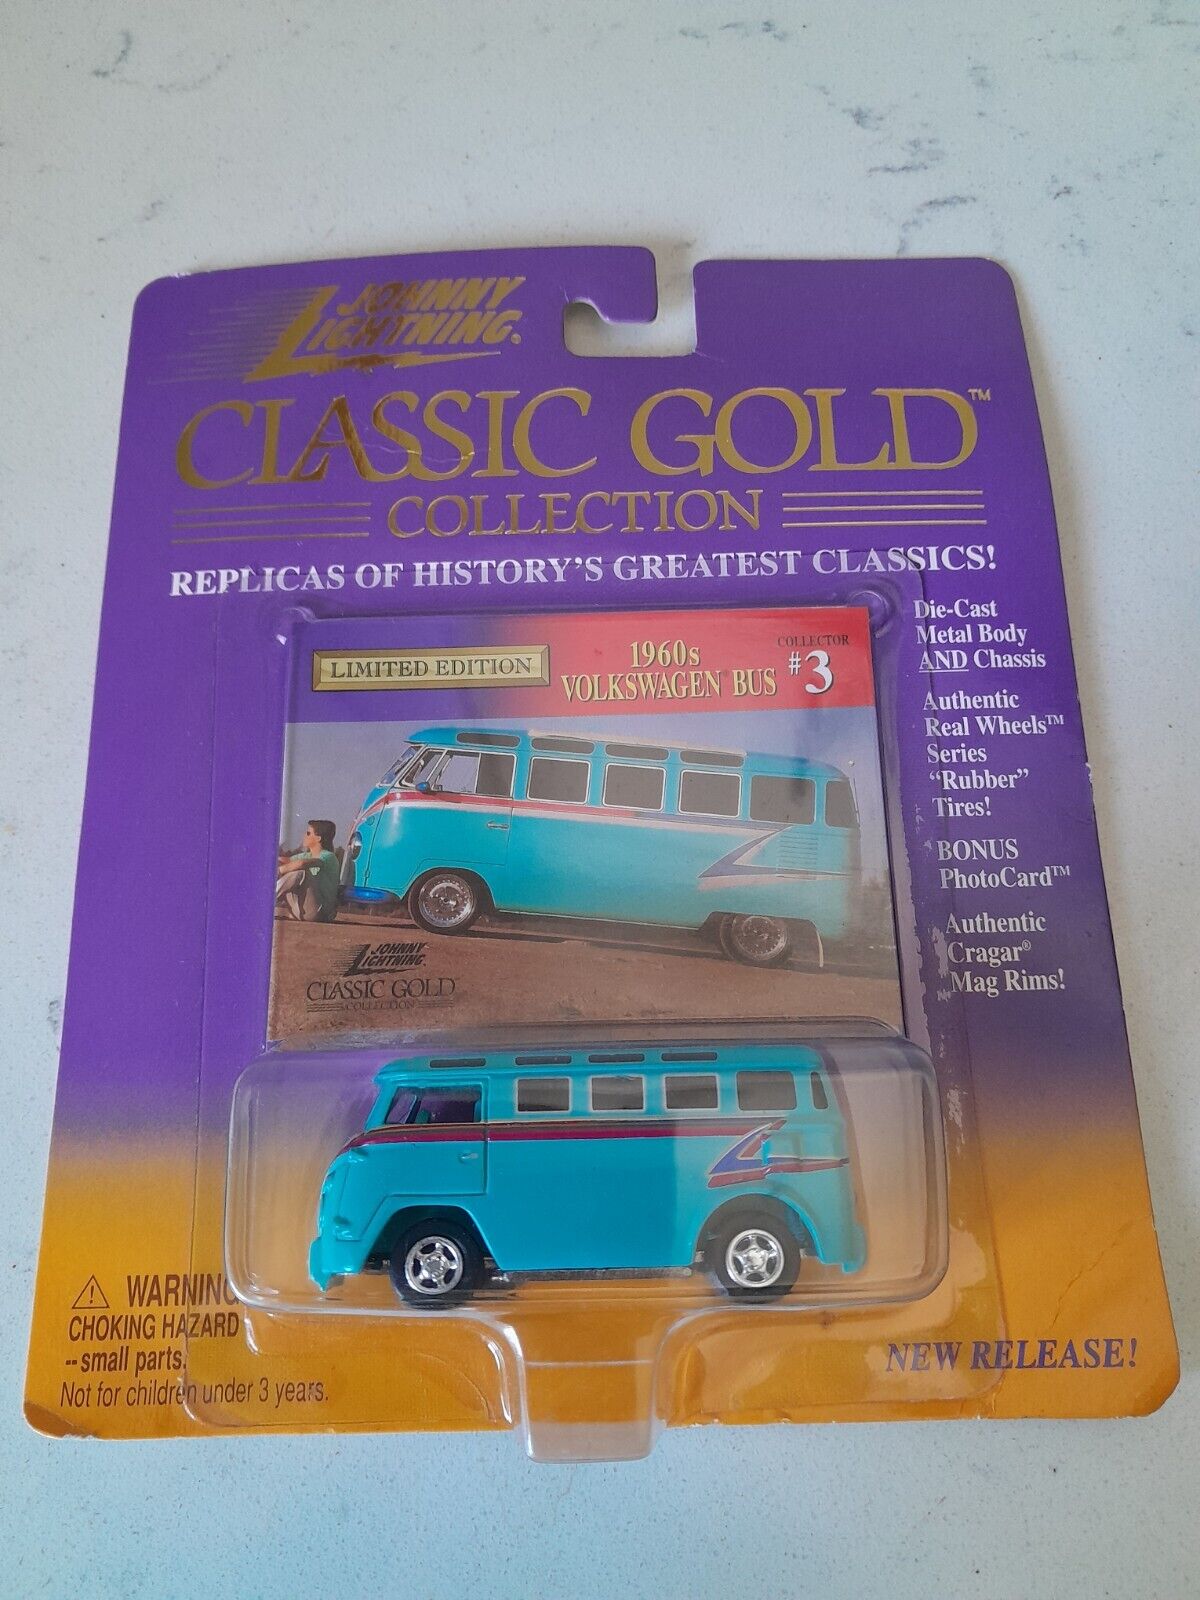 JOHNNY
LIGHTNING®
CLASSIC GOLD™
COLLECTION
REPLICAS OF HISTORY'S GREATEST CLASSICS!
LIMITED EDITION
1960s
VOLKSWAGEN BUS
COLLECTOR
#3
Die-Cast
Metal Body
AND Chassis
Authentic
Real Wheels™
Series
"Rubber"
Tires!
BONUS
PhotoCard™
Authentic
Cragar®
Mag Rims!
JOHNNY
LIGHTNING
CLASSIC GOLD
COLLECTION
⚠ WARNING
CHOKING HAZARD
--small parts.
Not for children under 3 years.
NEW RELEASE!